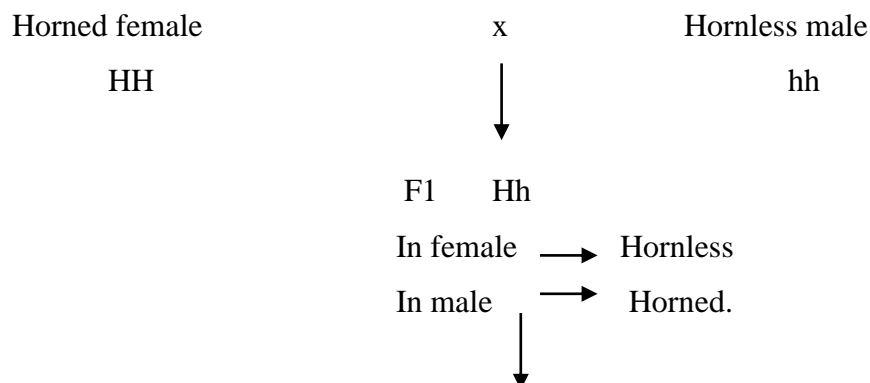 Horned female x Hornless male
HH hh
F1 Hh
In female Hornless
In male Horned.